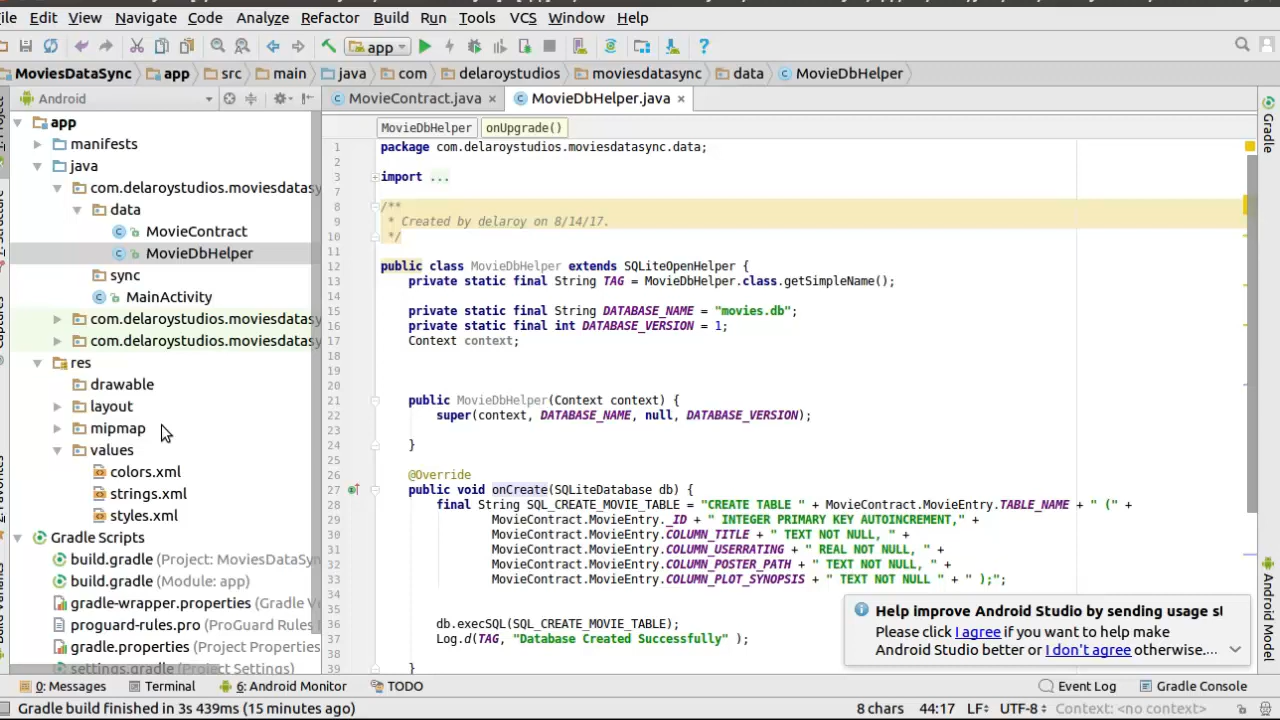 ile Edit View Navigate Code Analyze Refactor Build Run Tools VCS Window Help
app
MoviesDataSync app src main java com delaroystudios moviesdatasync data MovieDbHelper
Android
MovieContract.java MovieDbHelper.java
MovieDbHelper onUpgrade()
app
manifests
java
com.delaroystudios.moviesdatasy
data
MovieContract
MovieDbHelper
sync
MainActivity
com.delaroystudios.moviesdatasy
com.delaroystudios.moviesdatasy
res
drawable
layout
mipmap
values
colors.xml
strings.xml
styles.xml
Gradle Scripts
build.gradle (Project: MoviesDataSyn
build.gradle (Module: app)
gradle-wrapper.properties (Gradle Ve
proguard-rules.pro (ProGuard Rules
gradle.properties (Project Properties
settings.gradle (Project Settings)
1 package com.delaroystudios.moviesdatasync.data;
2
3 import ...
7
8 /**
9 * Created by delaroy on 8/14/17.
10 */
11
12 public class MovieDbHelper extends SQLiteOpenHelper {
13 private static final String TAG = MovieDbHelper.class.getSimpleName();
14
15 private static final String DATABASE_NAME = "movies.db";
16 private static final int DATABASE_VERSION = 1;
17 Context context;
18
19
20
21 public MovieDbHelper(Context context) {
22 super(context, DATABASE_NAME, null, DATABASE_VERSION);
23
24 }
25
26 @Override
27 public void onCreate(SQLiteDatabase db) {
28 final String SQL_CREATE_MOVIE_TABLE = "CREATE TABLE " + MovieContract.MovieEntry.TABLE_NAME + " (" +
29 MovieContract.MovieEntry._ID + " INTEGER PRIMARY KEY AUTOINCREMENT," +
30 MovieContract.MovieEntry.COLUMN_TITLE + " TEXT NOT NULL, " +
31 MovieContract.MovieEntry.COLUMN_USERRATING + " REAL NOT NULL, " +
32 MovieContract.MovieEntry.COLUMN_POSTER_PATH + " TEXT NOT NULL, " +
33 MovieContract.MovieEntry.COLUMN_PLOT_SYNOPSIS + " TEXT NOT NULL " + " );";
34
35
36 db.execSQL(SQL_CREATE_MOVIE_TABLE);
37 Log.d(TAG, "Database Created Successfully" );
38
39 }
Help improve Android Studio by sending usage st
Please click I agree if you want to help make
Android Studio better or I don't agree otherwise....
Gradle
Android Model
0: Messages Terminal 6: Android Monitor TODO Event Log Gradle Console
Gradle build finished in 3s 439ms (15 minutes ago) 8 chars 44:17 LF UTF-8 Context: <no context>